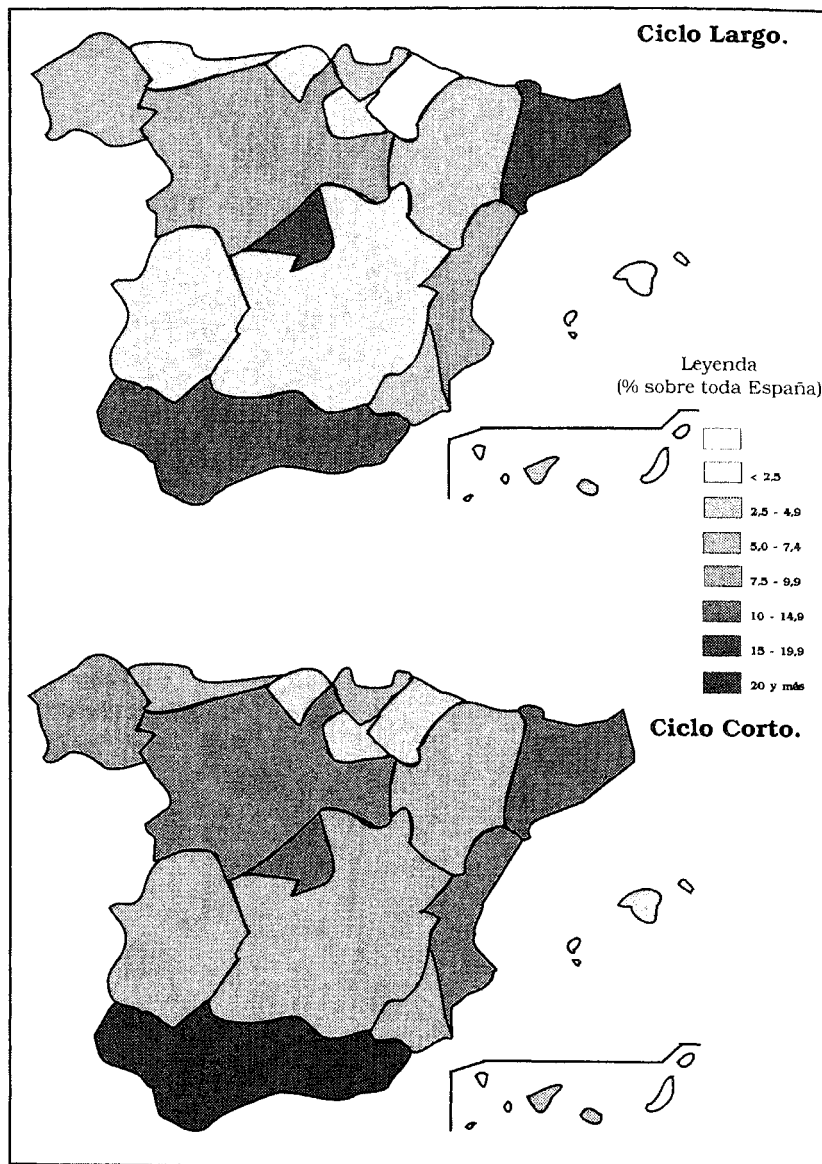 Ciclo Largo.
Leyenda
(% sobre toda España)
< 2,5
2,5 - 4,9
5,0 - 7,4
7,5 - 9,9
10 - 14,9
15 - 19,9
20 y más
Ciclo Corto.